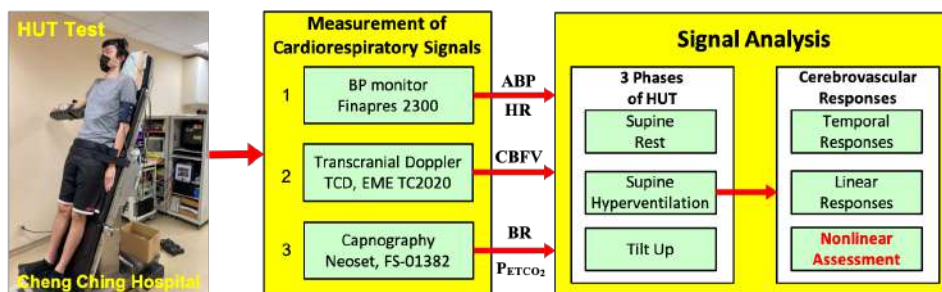 HUT Test
Cheng Ching Hospital
Measurement of
Cardiorespiratory Signals
1
BP monitor
Finapres 2300
2
Transcranial Doppler
TCD, EME TC2020
3
Capnography
Neoset, FS-01382
ABP
HR
CBFV
BR
PETCO2
Signal Analysis
3 Phases
of HUT
Supine
Rest
Supine
Hyperventilation
Tilt Up
Cerebrovascular
Responses
Temporal
Responses
Linear
Responses
Nonlinear
Assessment